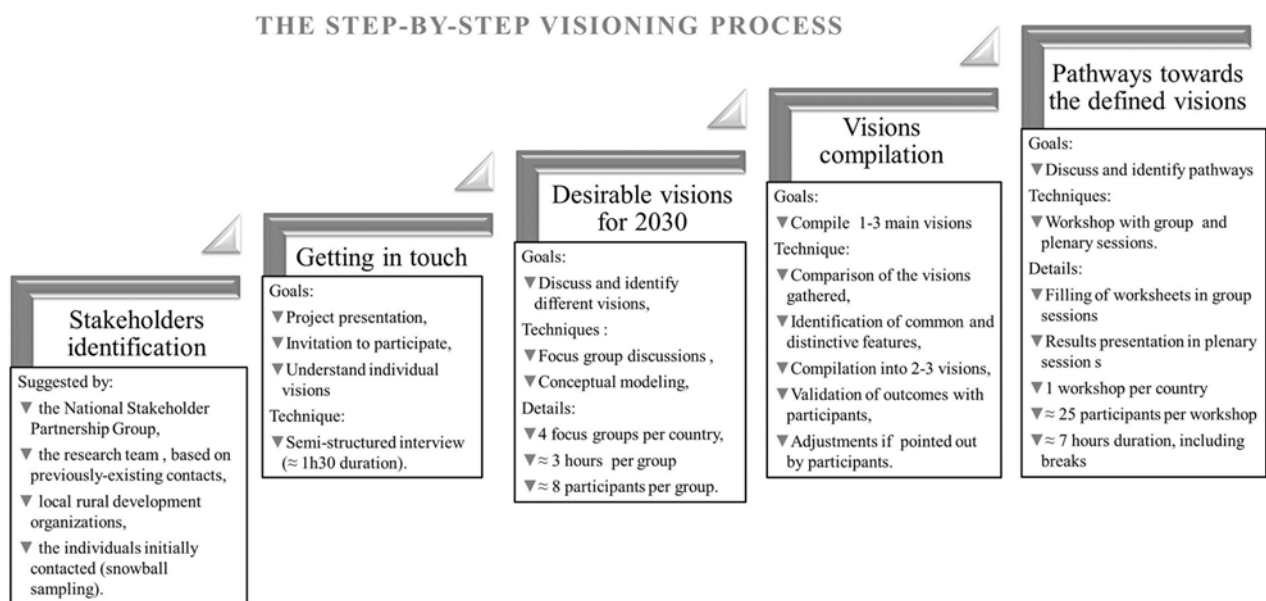 THE STEP-BY-STEP VISIONING PROCESS
Stakeholders
identification
Suggested by:
▼ the National Stakeholder
Partnership Group,
▼ the research team , based on
previously-existing contacts,
▼ local rural development
organizations,
▼ the individuals initially
contacted (snowball
sampling).
Getting in touch
Goals:
▼Project presentation,
▼Invitation to participate,
▼Understand individual
visions
Technique:
▼Semi-structured interview
(≈ 1h30 duration).
Desirable visions
for 2030
Goals:
▼Discuss and identify
different visions,
Techniques :
▼Focus group discussions ,
▼Conceptual modeling,
Details:
▼4 focus groups per country,
▼≈ 3 hours per group
▼≈ 8 participants per group.
Visions
compilation
Goals:
▼Compile 1-3 main visions
Technique:
▼Comparison of the visions
gathered,
▼Identification of common and
distinctive features,
▼Compilation into 2-3 visions,
▼Validation of outcomes with
participants,
▼Adjustments if pointed out
by participants.
Pathways towards
the defined visions
Goals:
▼Discuss and identify pathways
Techniques:
▼Workshop with group and
plenary sessions.
Details:
▼Filling of worksheets in group
sessions
▼Results presentation in plenary
session s
▼1 workshop per country
▼≈ 25 participants per workshop
▼≈ 7 hours duration, including
breaks